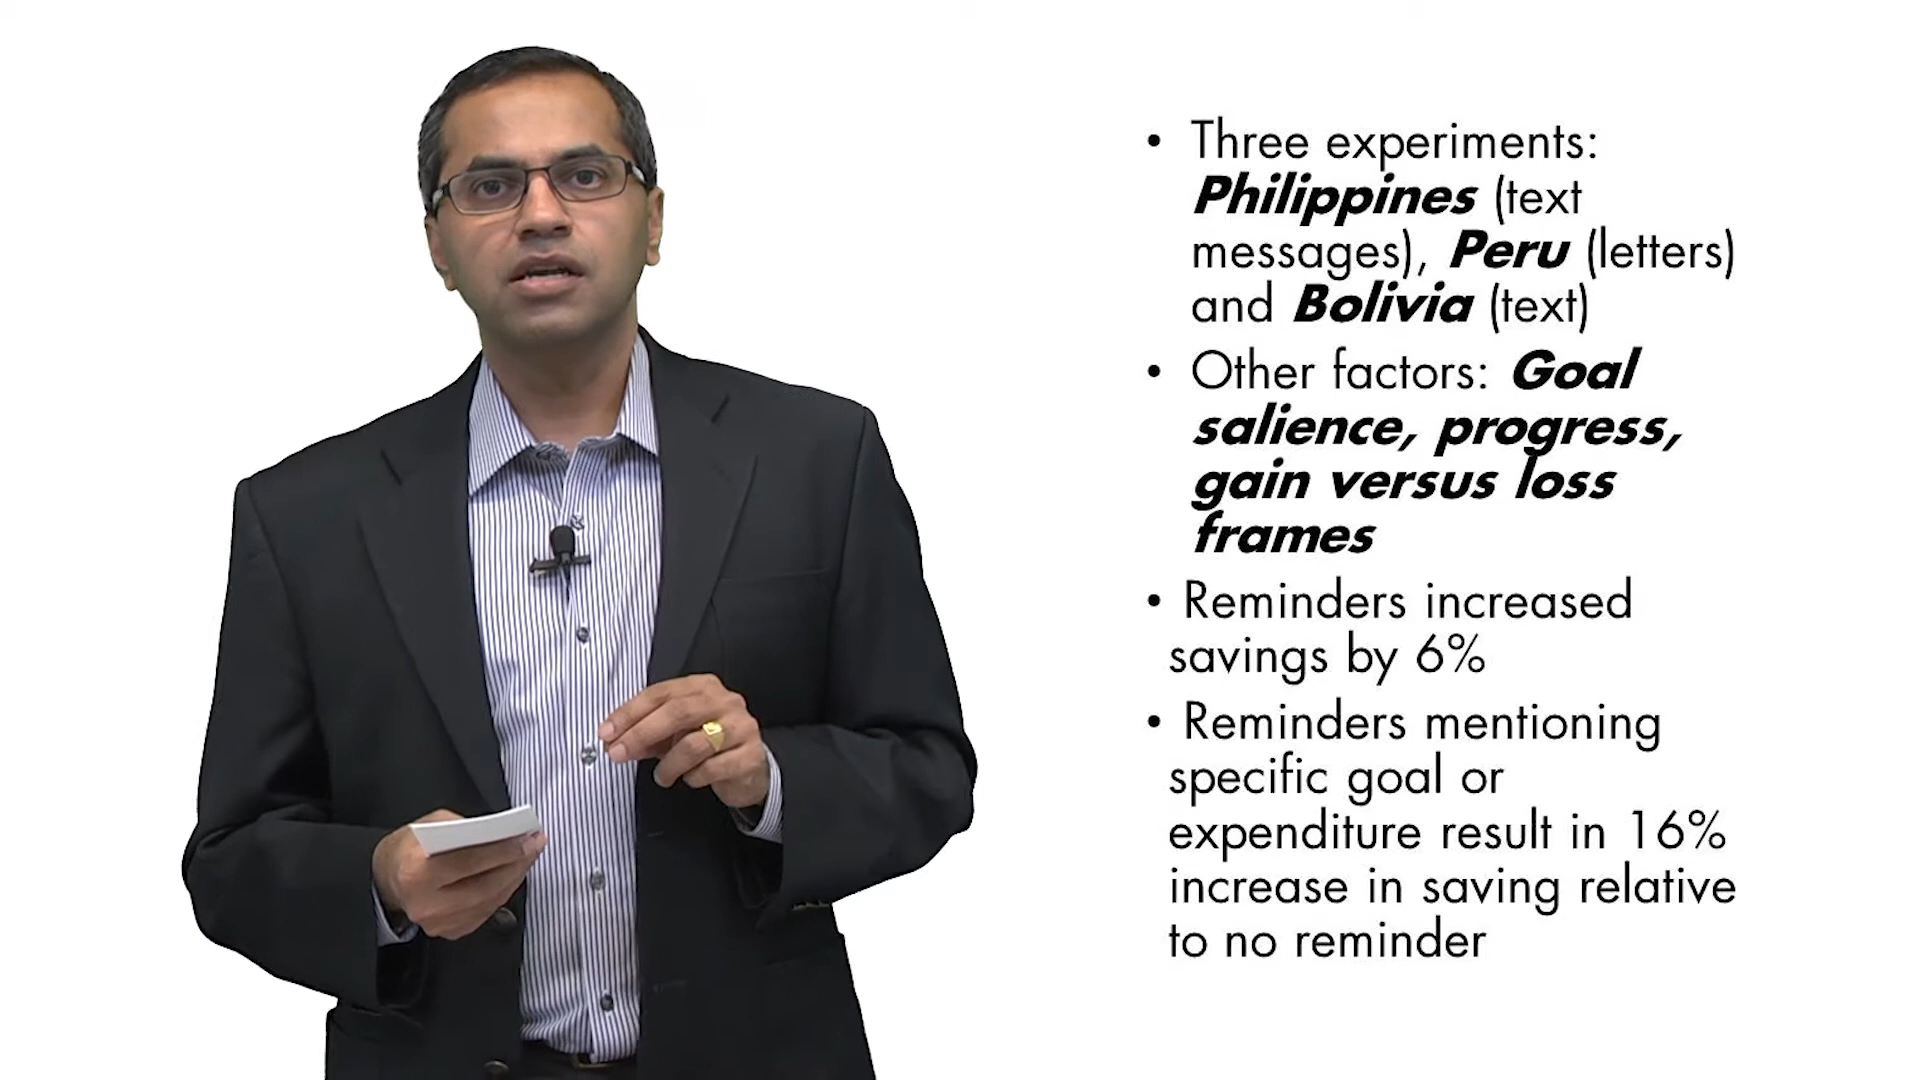 • Three experiments:
Philippines (text
messages), Peru (letters)
and Bolivia (text)
• Other factors: Goal
salience, progress,
gain versus loss
frames
• Reminders increased
savings by 6%
• Reminders mentioning
specific goal or
expenditure result in 16%
increase in saving relative
to no reminder